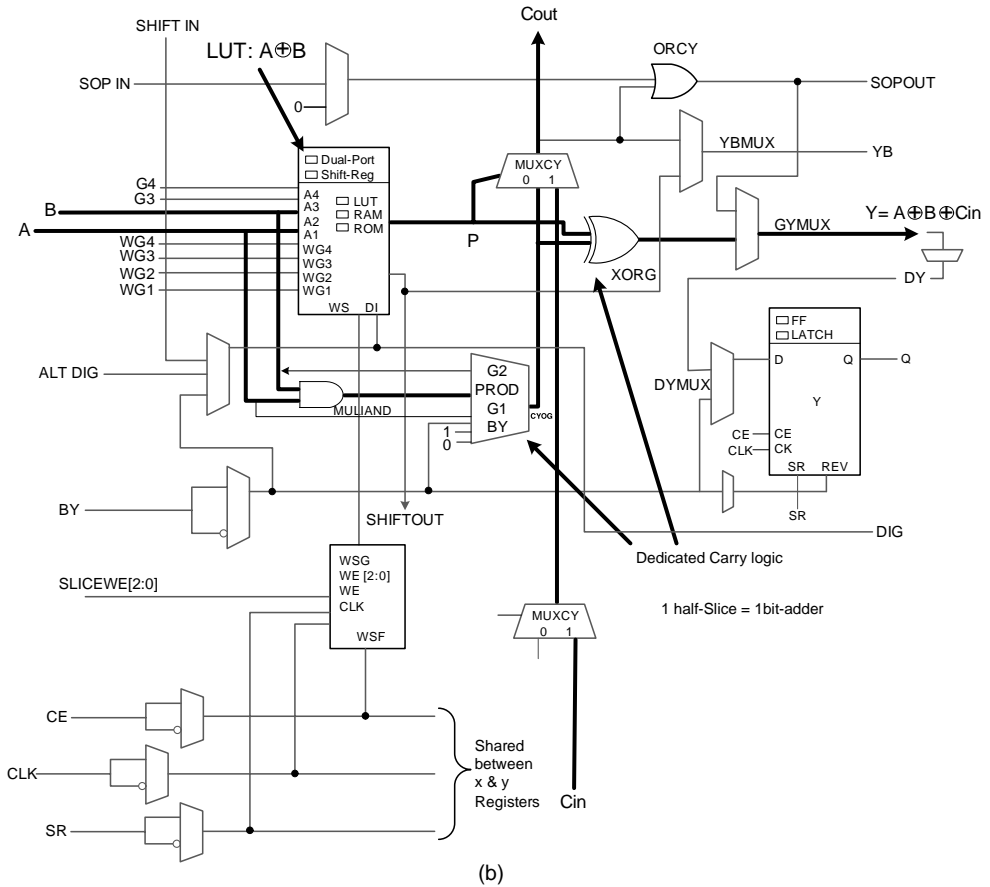 Cout
SHIFT IN
LUT: A⊕B
ORCY
SOP IN
SOPOUT
0
Dual-Port
Shift-Reg
MUXCY
0 1
YBMUX
YB
G4
G3
A4
A3
A2
A1
LUT
RAM
ROM
B
A
P
XORG
GYMUX
Y= A⊕B⊕Cin
WG4
WG3
WG2
WG1
WG4
WG3
WG2
WG1
WS DI
DY
FF
LATCH
D
Q
Q
Y
CE
CLK
CE
CK
SR REV
SR
ALT DIG
DYMUX
G2
PROD
G1
BY
CYOG
MULIAND
1
0
BY
SHIFTOUT
DIG
Dedicated Carry logic
WSG
WE [2:0]
WE
CLK
WSF
SLICEWE[2:0]
1 half-Slice = 1bit-adder
MUXCY
0 1
CE
CLK
SR
Shared
between
x & y
Registers
Cin
(b)